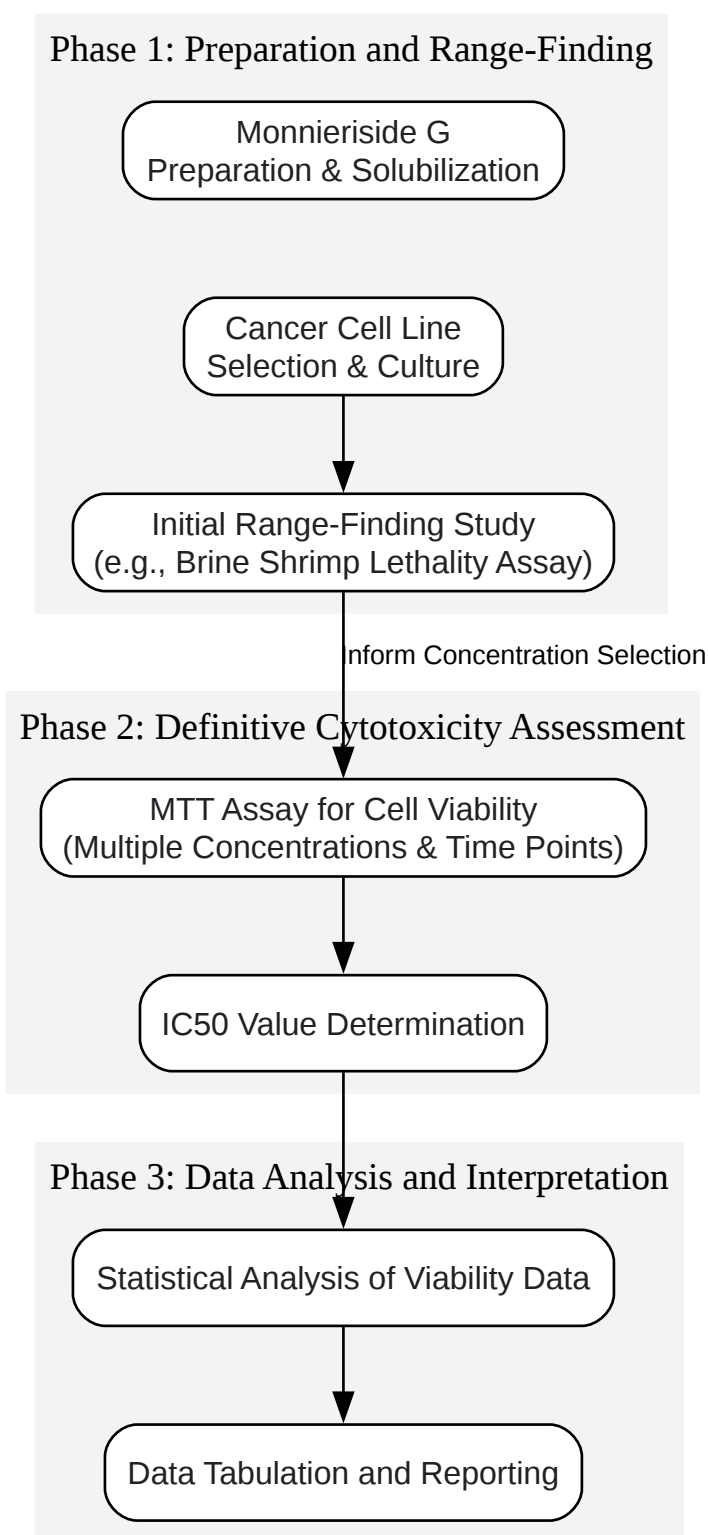 Phase 1: Preparation and Range-Finding
Monnieriside G
Preparation & Solubilization
Cancer Cell Line
Selection & Culture
Initial Range-Finding Study
(e.g., Brine Shrimp Lethality Assay)
Inform Concentration Selection
Phase 2: Definitive Cytotoxicity Assessment
MTT Assay for Cell Viability
(Multiple Concentrations & Time Points)
IC50 Value Determination
Phase 3: Data Analysis and Interpretation
Statistical Analysis of Viability Data
Data Tabulation and Reporting